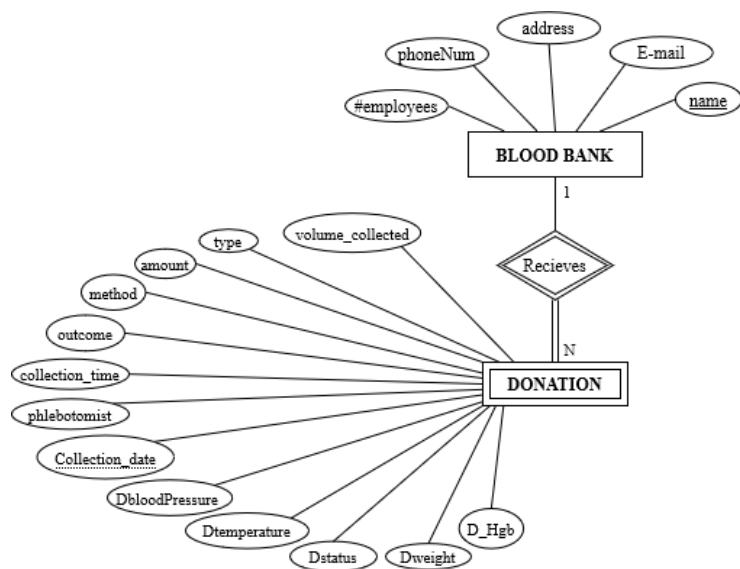 address
phoneNum
E-mail
#employees
name
BLOOD BANK
1
volume_collected
type
amount
Recieves
method
outcome
N
collection_time
DONATION
phlebotomist
Collection_date
DbloodPressure
D_Hgb
Dtemperature
Dstatus
Dweight